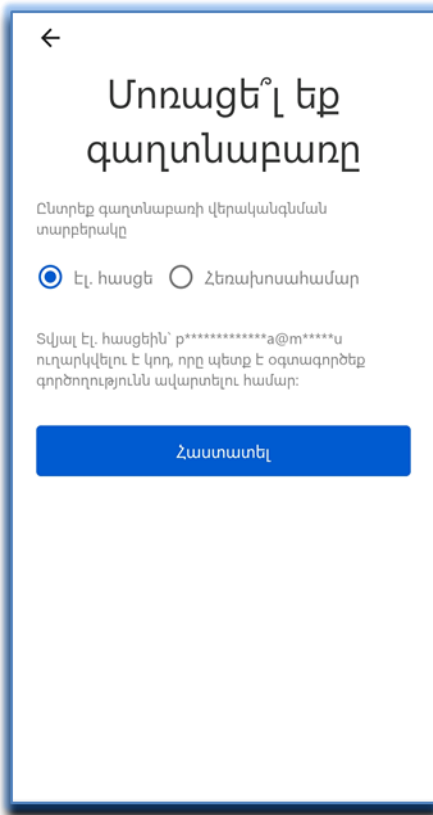 Մոռացե՞լ եք
գաղտնաբառը
Ընտրեք գաղտնաբառի վերականգնման
տարբերակը
Էլ. հասցե Հեռախոսահամար
Տվյալ էլ. հասցեին՝ p*************a@m*****u
ուղարկվելու է կոդ, որը պետք է օգտագործեք
գործողությունն ավարտելու համար:
Հաստատել